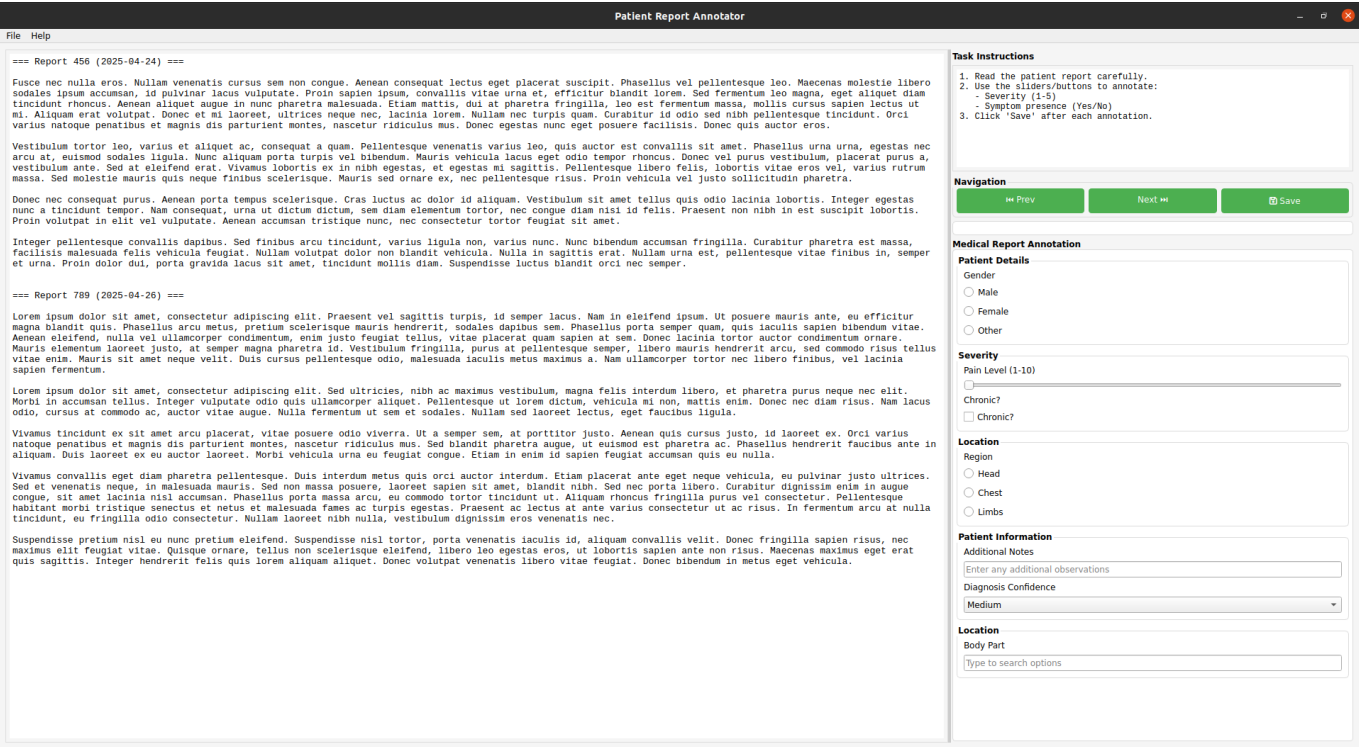 Patient Report Annotator
File Help
=== Report 456 (2025-04-24) ===
Fusce nec nulla eros. Nullam venenatis cursus sem non congue. Aenean consequat lectus eget placerat suscipit. Phasellus vel pellentesque leo. Maecenas molestie libero
sodales ipsum accumsan, id pulvinar lacus vulputate. Proin sapien ipsum, convallis vitae urna et, efficitur blandit lorem. Sed fermentum leo magna, eget aliquet diam
tincidunt rhoncus. Aenean aliquet augue in nunc pharetra malesuada. Etiam mattis, dui at pharetra fringilla, leo est fermentum massa, mollis cursus sapien lectus ut
mi. Aliquam erat volutpat. Donec et mi laoreet, ultrices neque nec, lacinia lorem. Nullam nec turpis quam. Curabitur id odio sed nibh pellentesque tincidunt. Orci
varius natoque penatibus et magnis dis parturient montes, nascetur ridiculus mus. Donec egestas nunc eget posuere facilisis. Donec quis auctor eros.
Vestibulum tortor leo, varius et aliquet ac, consequat a quam. Pellentesque venenatis varius leo, quis auctor est convallis sit amet. Phasellus urna urna, egestas nec
arcu at, euismod sodales ligula. Nunc aliquam porta turpis vel bibendum. Mauris vehicula lacus eget odio tempor rhoncus. Donec vel purus vestibulum, placerat purus a,
vestibulum ante. Sed at eleifend erat. Vivamus lobortis ex in nibh egestas, et egestas mi sagittis. Pellentesque libero felis, lobortis vitae eros vel, varius rutrum
massa. Sed molestie mauris quis neque finibus scelerisque. Mauris sed ornare ex, nec pellentesque risus. Proin vehicula vel justo sollicitudin pharetra.
Donec nec consequat purus. Aenean porta tempus scelerisque. Cras luctus ac dolor id aliquam. Vestibulum sit amet tellus quis odio lacinia lobortis. Integer egestas
nunc a tincidunt tempor. Nam consequat, urna ut dictum dictum, sem diam elementum tortor, nec congue diam nisi id felis. Praesent non nibh in est suscipit lobortis.
Proin volutpat in elit vel vulputate. Aenean accumsan tristique nunc, nec consectetur tortor feugiat sit amet.
Integer pellentesque convallis dapibus. Sed finibus arcu tincidunt, varius ligula non, varius nunc. Nunc bibendum accumsan fringilla. Curabitur pharetra est massa,
facilisis malesuada felis vehicula feugiat. Nullam volutpat dolor non blandit vehicula. Nulla in sagittis erat. Nullam urna est, pellentesque vitae finibus in, semper
et urna. Proin dolor dui, porta gravida lacus sit amet, tincidunt mollis diam. Suspendisse luctus blandit orci nec semper.
=== Report 789 (2025-04-26) ===
Lorem ipsum dolor sit amet, consectetur adipiscing elit. Praesent vel sagittis turpis, id semper lacus. Nam in eleifend ipsum. Ut posuere mauris ante, eu efficitur
magna blandit quis. Phasellus arcu metus, pretium scelerisque mauris hendrerit, sodales dapibus sem. Phasellus porta semper quam, quis iaculis sapien bibendum vitae.
Aenean eleifend, nulla vel ullamcorper condimentum, enim justo feugiat tellus, vitae placerat quam sapien at sem. Donec lacinia tortor auctor condimentum ornare.
Mauris elementum laoreet justo, at semper magna pharetra id. Vestibulum fringilla, purus at pellentesque semper, libero mauris hendrerit arcu, sed commodo risus tellus
vitae enim. Mauris sit amet neque velit. Duis cursus pellentesque odio, malesuada iaculis metus maximus a. Nam ullamcorper tortor nec libero finibus, vel lacinia
sapien fermentum.
Lorem ipsum dolor sit amet, consectetur adipiscing elit. Sed ultricies, nibh ac maximus vestibulum, magna felis interdum libero, et pharetra purus neque nec elit.
Morbi in accumsan tellus. Integer vulputate odio quis ullamcorper aliquet. Pellentesque ut lorem dictum, vehicula mi non, mattis enim. Donec nec diam risus. Nam lacus
odio, cursus at commodo ac, auctor vitae augue. Nulla fermentum ut sem et sodales. Nullam sed laoreet lectus, eget faucibus ligula.
Vivamus tincidunt ex sit amet arcu placerat, vitae posuere odio viverra. Ut a semper sem, at porttitor justo. Aenean quis cursus justo, id laoreet ex. Orci varius
natoque penatibus et magnis dis parturient montes, nascetur ridiculus mus. Sed blandit pharetra augue, ut euismod est pharetra ac. Phasellus hendrerit faucibus ante in
aliquam. Duis laoreet ex eu auctor laoreet. Morbi vehicula urna eu feugiat congue. Etiam in enim id sapien feugiat accumsan quis eu nulla.
Vivamus convallis eget diam pharetra pellentesque. Duis interdum metus quis orci auctor interdum. Etiam placerat ante eget neque vehicula, eu pulvinar justo ultrices.
Sed et venenatis neque, in malesuada mauris. Sed non massa posuere, laoreet sapien sit amet, blandit nibh. Sed nec porta libero. Curabitur dignissim enim in augue
congue, sit amet lacinia nisl accumsan. Phasellus porta massa arcu, eu commodo tortor tincidunt ut. Aliquam rhoncus fringilla purus vel consectetur. Pellentesque
habitant morbi tristique senectus et netus et malesuada fames ac turpis egestas. Praesent ac lectus at ante varius consectetur ut ac risus. In fermentum arcu at nulla
tincidunt, eu fringilla odio consectetur. Nullam laoreet nibh nulla, vestibulum dignissim eros venenatis nec.
Suspendisse pretium nisl eu nunc pretium eleifend. Suspendisse nisl tortor, porta venenatis iaculis id, aliquam convallis velit. Donec fringilla sapien risus, nec
maximus elit feugiat vitae. Quisque ornare, tellus non scelerisque eleifend, libero leo egestas eros, ut lobortis sapien ante non risus. Maecenas maximus eget erat
quis sagittis. Integer hendrerit felis quis lorem aliquam aliquet. Donec volutpat venenatis libero vitae feugiat. Donec bibendum in metus eget vehicula.
Task Instructions
1. Read the patient report carefully.
2. Use the sliders/buttons to annotate:
- Severity (1-5)
- Symptom presence (Yes/No)
3. Click 'Save' after each annotation.
Navigation
Prev
Next
Save
Medical Report Annotation
Patient Details
Gender
Male
Female
Other
Severity
Pain Level (1-10)
Chronic?
Chronic?
Location
Region
Head
Chest
Limbs
Patient Information
Additional Notes
Enter any additional observations
Diagnosis Confidence
Medium
Location
Body Part
Type to search options